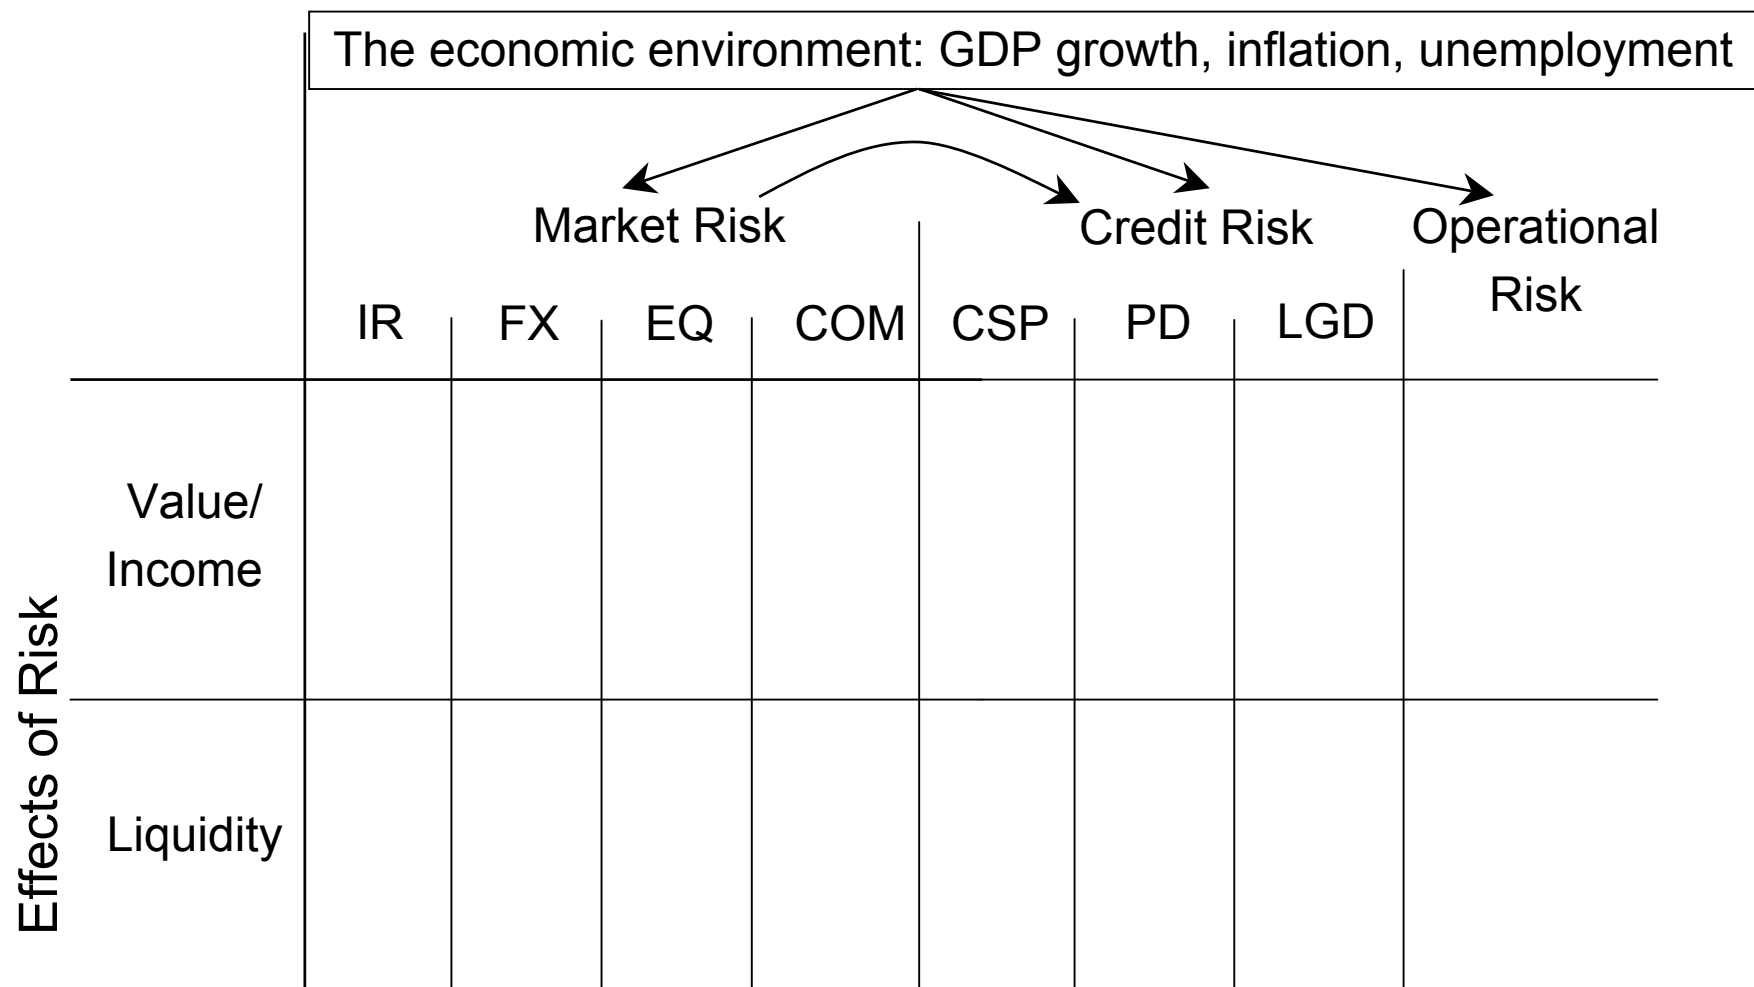 The economic environment: GDP growth, inflation, unemployment
Market Risk
Credit Risk
Operational
Risk
IR
FX
EQ
COM
CSP
PD
LGD
Value/
Income
Liquidity
Effects of Risk